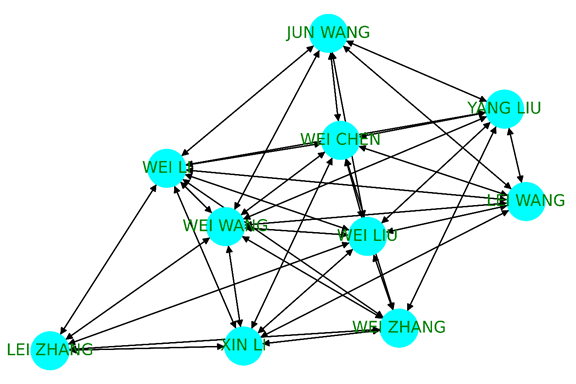 JUN WANG
YANG LIU
WEI CHEN
WEI LI
LEI WANG
WEI WANG
WEI LIU
WEI ZHANG
LEI ZHANG
XIN LI